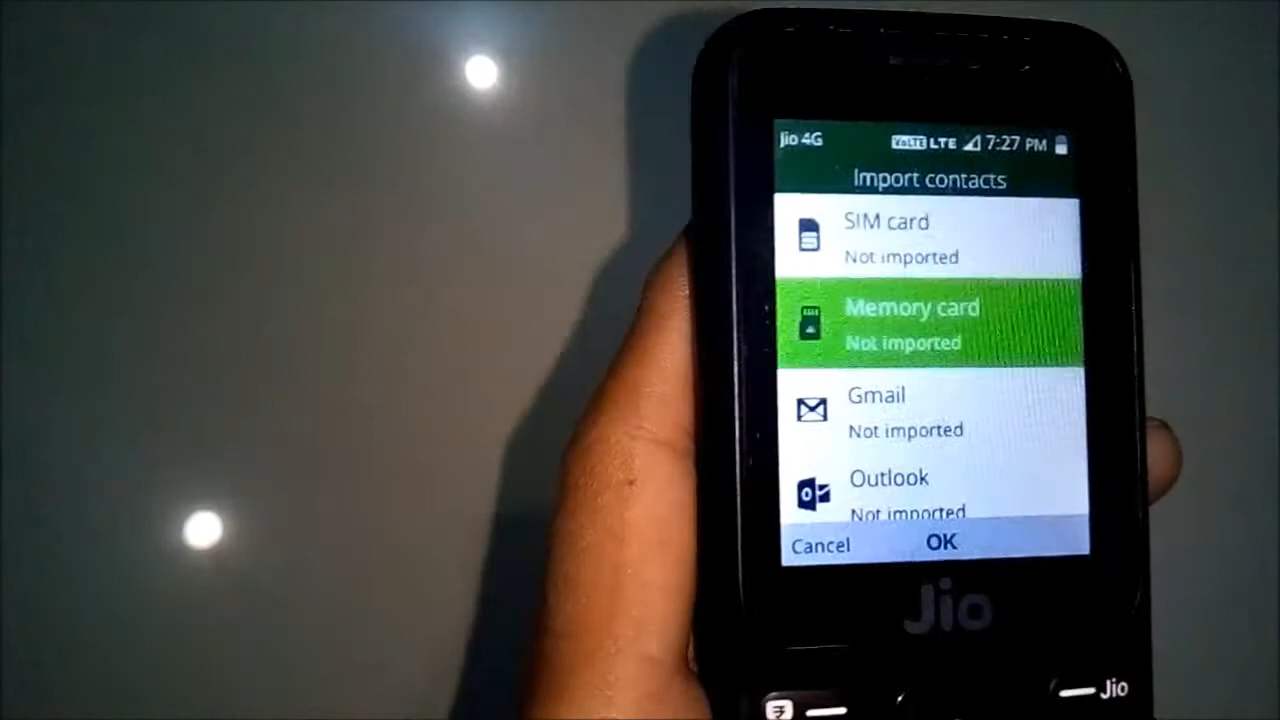 Jio 4G VoLTE LTE 7:27 PM
Import contacts
SIM card
Not imported
Memory card
Not imported
Gmail
Not imported
Outlook
Not imported
Cancel OK
Jio
₹ Jio